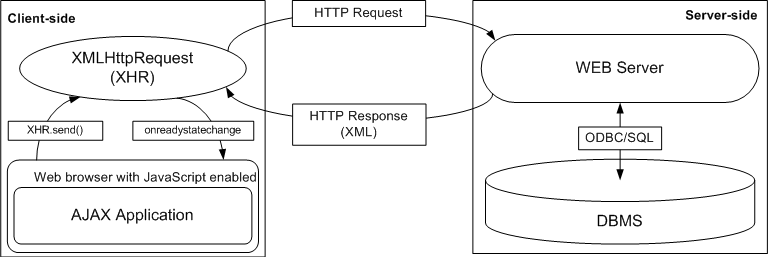 Client-side
HTTP Request
Server-side
XMLHttpRequest
(XHR)
WEB Server
HTTP Response
(XML)
XHR.send()
onreadystatechange
ODBC/SQL
Web browser with JavaScript enabled
AJAX Application
DBMS